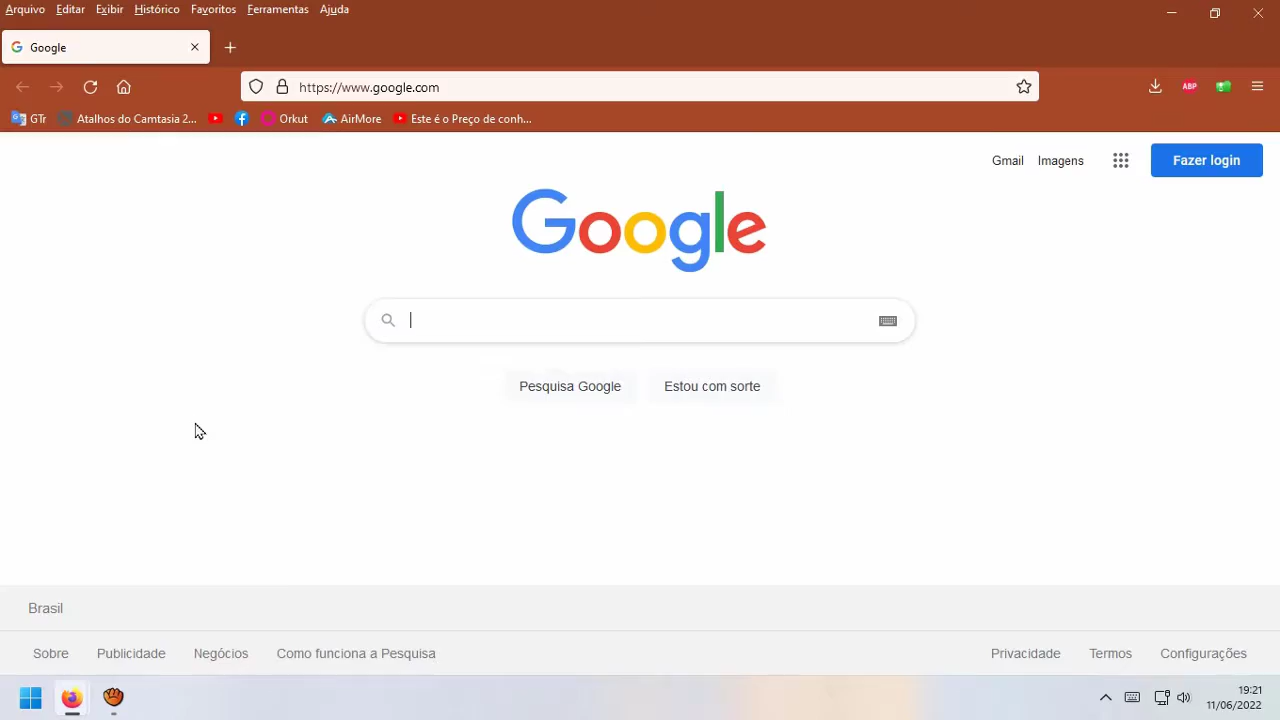 Arquivo Editar Exibir Histórico Favoritos Ferramentas Ajuda
Google
https://www.google.com
ABP
GTr Atalhos do Camtasia 2... Orkut AirMore Este é o Preço de conh...
Gmail Imagens Fazer login
Google
Pesquisa Google Estou com sorte
Brasil
Sobre Publicidade Negócios Como funciona a Pesquisa Privacidade Termos Configurações
19:21
11/06/2022